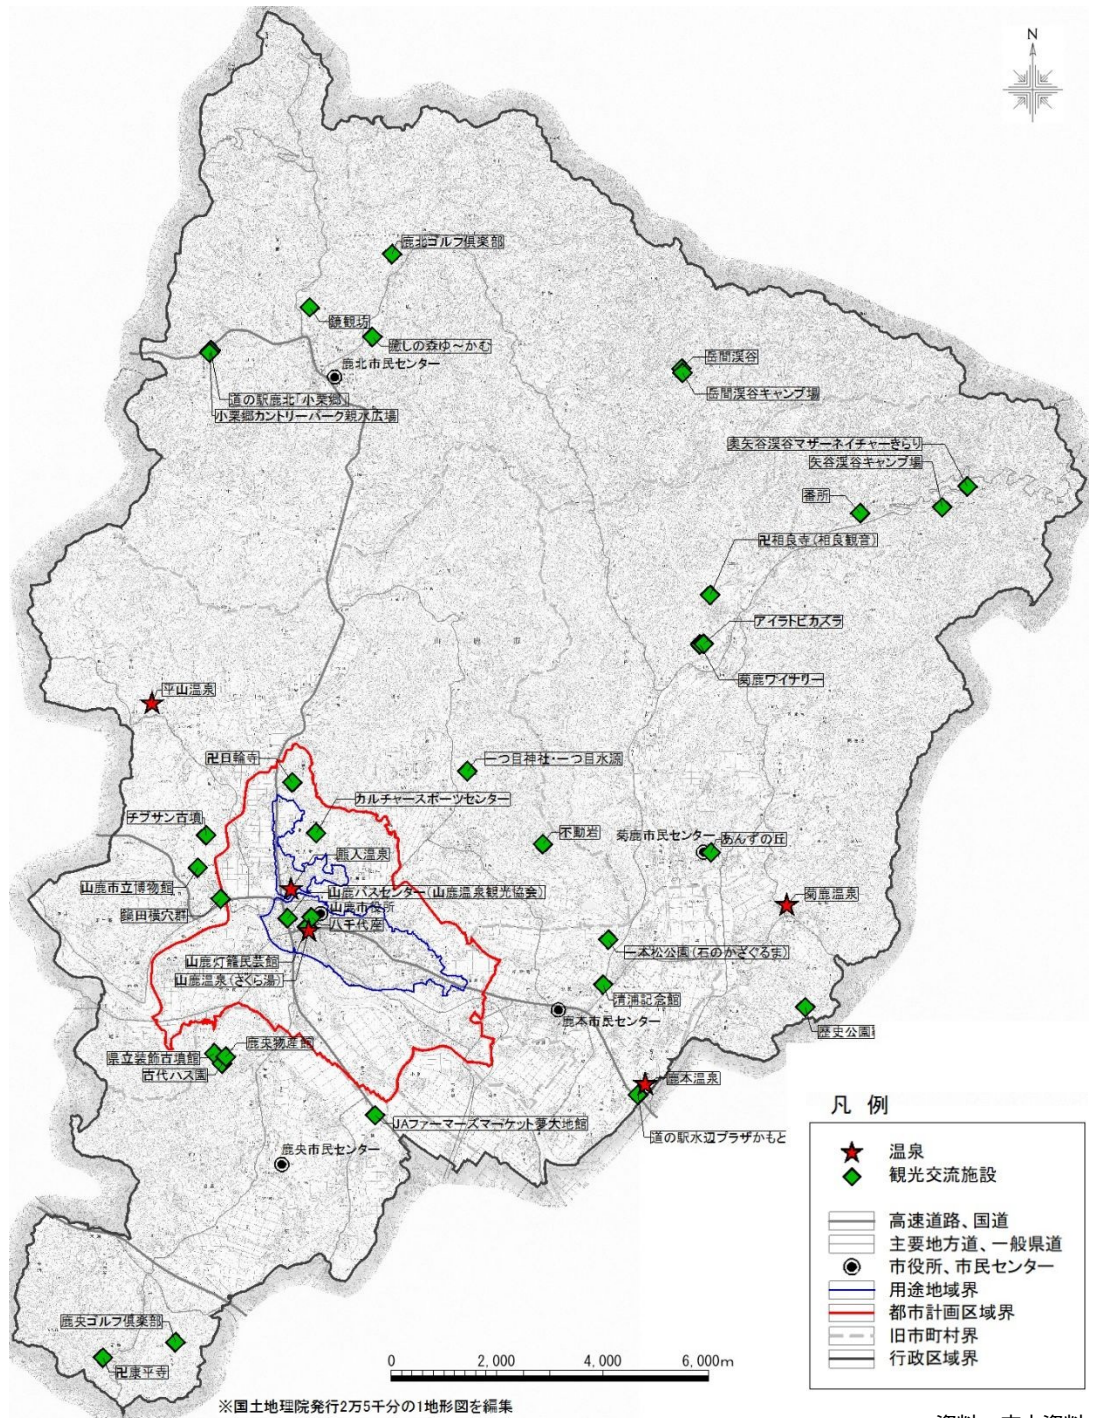 N
鹿北ゴルフ倶楽部
鏡観坊
癒しの森ゆ～かむ
鹿北市民センター
岳間渓谷
岳間渓谷キャンプ場
道の駅鹿北「小栗郷」
小栗郷カントリーパーク親水広場
奥矢谷渓谷マザーネイチャーきらり
矢谷渓谷キャンプ場
番所
卍相良寺（相良観音）
アイラトビカズラ
菊鹿ワイナリー
平山温泉
卍日輪寺
一つ目神社・一つ目水源
カルチャースポーツセンター
チブサン古墳
不動岩
菊鹿市民センター
あんずの丘
熊入温泉
山鹿市立博物館
山鹿バスセンター（山鹿温泉観光協会）
菊鹿温泉
鍋田横穴群
山鹿市役所
八千代座
一本松公園（石のかざぐるま）
山鹿灯籠民芸館
山鹿温泉（さくら湯）
清浦記念館
鹿本市民センター
歴史公園
鹿央物産館
県立装飾古墳館
古代ハス園
鹿本温泉
JAファーマーズマーケット夢大地館
道の駅水辺プラザかもと
鹿央市民センター
鹿央ゴルフ倶楽部
卍康平寺
凡 例
温泉
観光交流施設
高速道路、国道
主要地方道、一般県道
市役所、市民センター
用途地域界
都市計画区域界
旧市町村界
行政区域界
0 2,000 4,000 6,000m
※国土地理院発行2万5千分の1地形図を編集